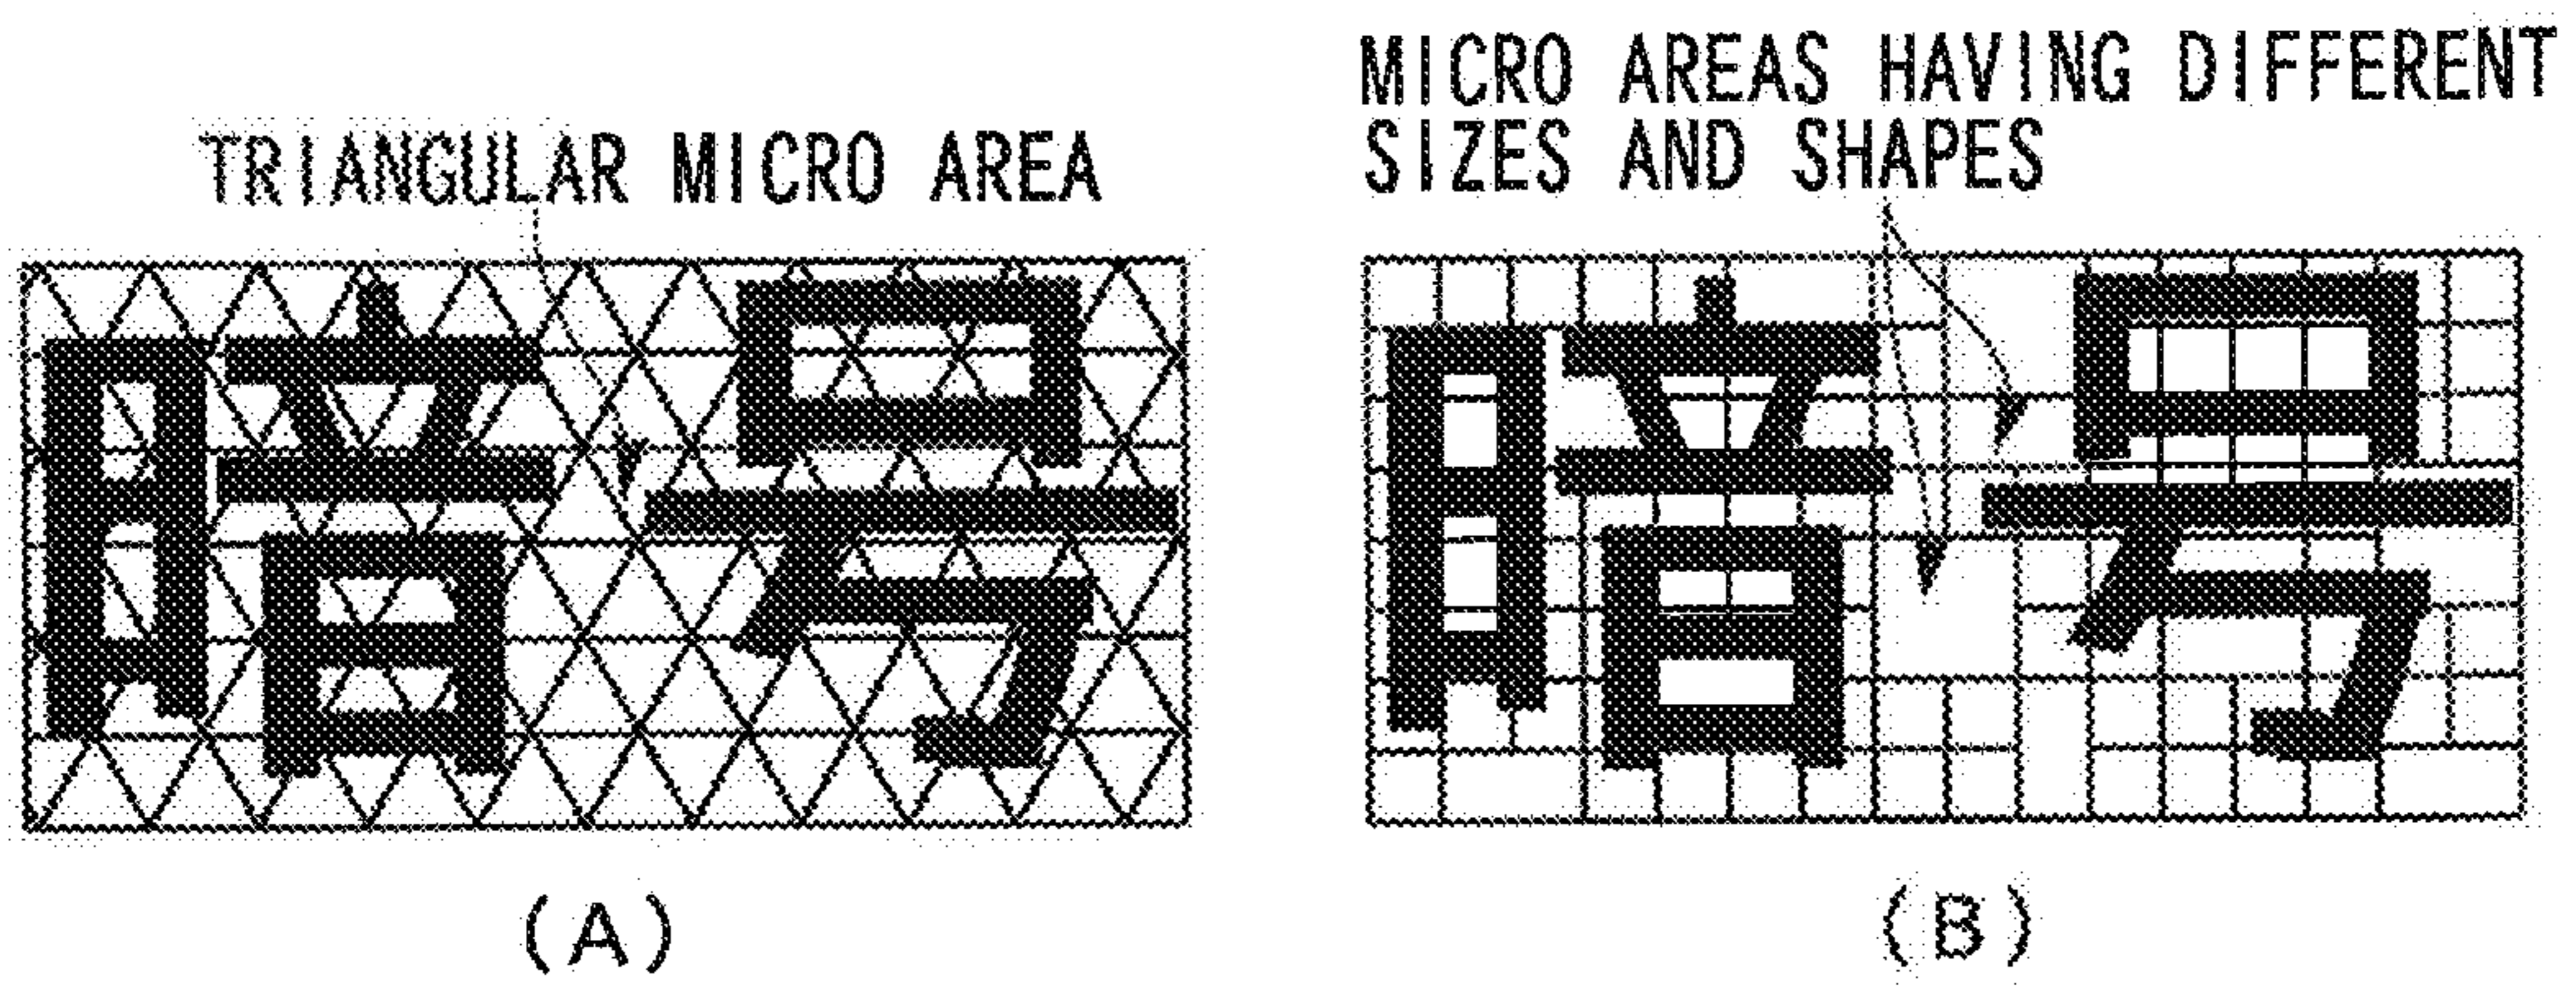 TRIANGULAR MICRO AREA
暗号
(A)
MICRO AREAS HAVING DIFFERENT
SIZES AND SHAPES
暗号
(B)